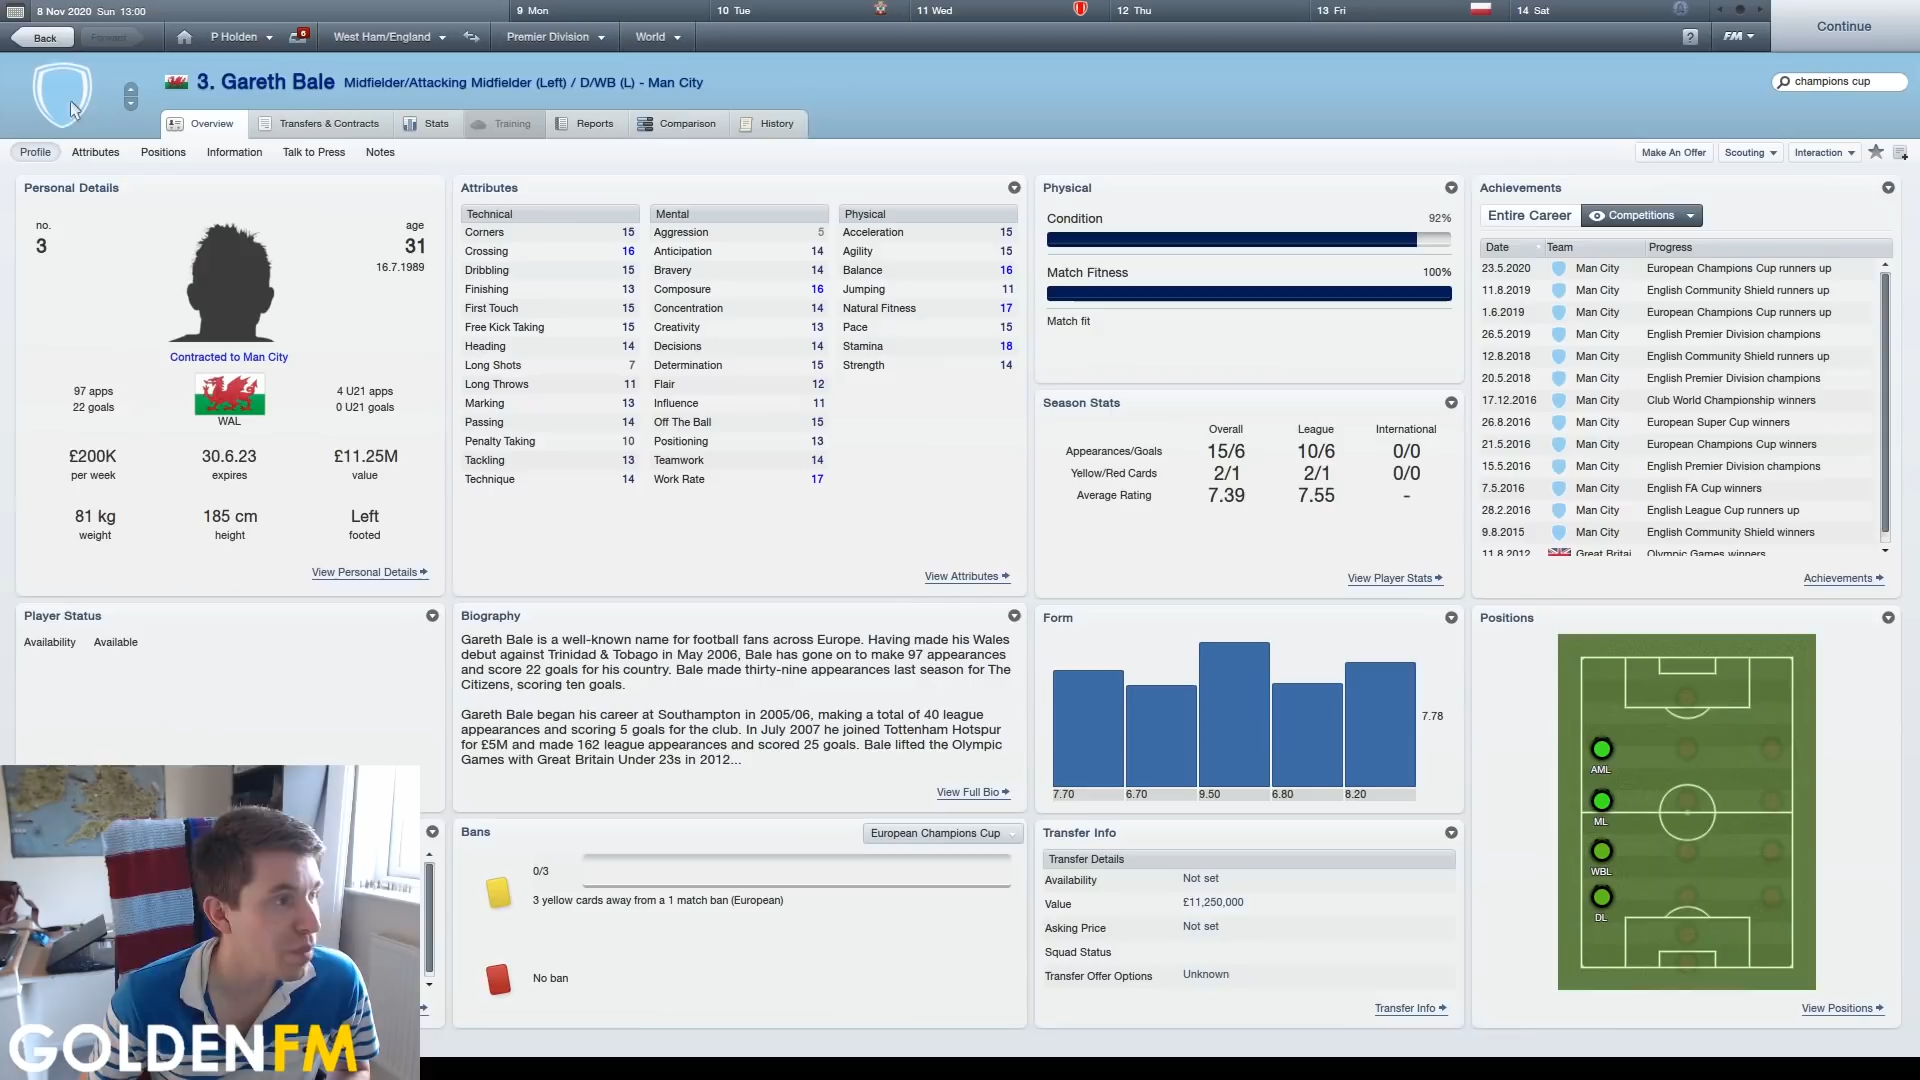 8 Nov 2020 Sun 13:00
9 Mon
10 Tue
11 Wed
12 Thu
13 Fri
14 Sat
Back
Forward
P Holden
6
West Ham/England
Premier Division
World
?
FM
Continue
3. Gareth Bale Midfielder/Attacking Midfielder (Left) / D/WB (L) - Man City
champions cup
Overview
Transfers & Contracts
Stats
Training
Reports
Comparison
History
Profile
Attributes
Positions
Information
Talk to Press
Notes
Make An Offer
Scouting
Interaction
Personal Details
no.
3
age
31
16.7.1989
Contracted to Man City
97 apps
22 goals
WAL
4 U21 apps
0 U21 goals
£200K
per week
30.6.23
expires
£11.25M
value
81 kg
weight
185 cm
height
Left
footed
View Personal Details
Attributes
Technical
Corners 15
Crossing 16
Dribbling 15
Finishing 13
First Touch 15
Free Kick Taking 15
Heading 14
Long Shots 7
Long Throws 11
Marking 13
Passing 14
Penalty Taking 10
Tackling 13
Technique 14
Mental
Aggression 5
Anticipation 14
Bravery 14
Composure 16
Concentration 14
Creativity 13
Decisions 14
Determination 15
Flair 12
Influence 11
Off The Ball 15
Positioning 13
Teamwork 14
Work Rate 17
Physical
Acceleration 15
Agility 15
Balance 16
Jumping 11
Natural Fitness 17
Pace 15
Stamina 18
Strength 14
View Attributes
Physical
Condition 92%
Match Fitness 100%
Match fit
Season Stats
Overall League International
Appearances/Goals 15/6 10/6 0/0
Yellow/Red Cards 2/1 2/1 0/0
Average Rating 7.39 7.55 -
View Player Stats
Achievements
Entire Career Competitions
Date Team Progress
23.5.2020 Man City European Champions Cup runners up
11.8.2019 Man City English Community Shield runners up
1.6.2019 Man City European Champions Cup runners up
26.5.2019 Man City English Premier Division champions
12.8.2018 Man City English Community Shield runners up
20.5.2018 Man City English Premier Division champions
17.12.2016 Man City Club World Championship winners
26.8.2016 Man City European Super Cup winners
21.5.2016 Man City European Champions Cup winners
15.5.2016 Man City English Premier Division champions
7.5.2016 Man City English FA Cup winners
28.2.2016 Man City English League Cup runners up
9.8.2015 Man City English Community Shield winners
11.8.2012 Great Britai Olympic Games winners
Achievements
Player Status
Availability Available
Biography
Gareth Bale is a well-known name for football fans across Europe. Having made his Wales
debut against Trinidad & Tobago in May 2006, Bale has gone on to make 97 appearances
and score 22 goals for his country. Bale made thirty-nine appearances last season for The
Citizens, scoring ten goals.
Gareth Bale began his career at Southampton in 2005/06, making a total of 40 league
appearances and scoring 5 goals for the club. In July 2007 he joined Tottenham Hotspur
for £5M and made 162 league appearances and scored 25 goals. Bale lifted the Olympic
Games with Great Britain Under 23s in 2012...
View Full Bio
Form
7.78
7.70 6.70 9.50 6.80 8.20
Positions
AML
ML
WBL
DL
View Positions
Bans
European Champions Cup
0/3
3 yellow cards away from a 1 match ban (European)
No ban
Transfer Info
Transfer Details
Availability Not set
Value £11,250,000
Asking Price Not set
Squad Status
Transfer Offer Options Unknown
Transfer Info
GOLDENFM